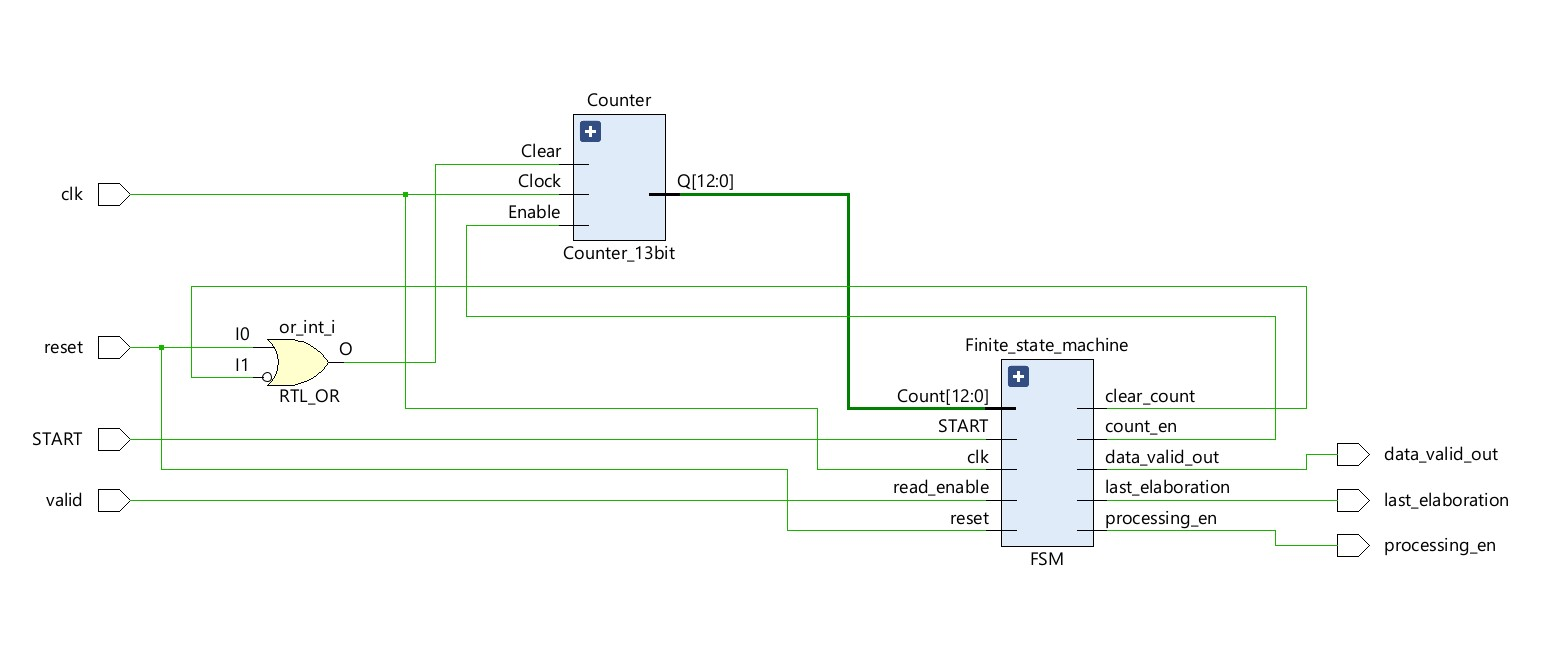 Counter
Clear
clk
Clock
Q[12:0]
Enable
Counter_13bit
or_int_i
I0
reset
O
I1
RTL_OR
Finite_state_machine
Count[12:0]
clear_count
START
START
count_en
clk
data_valid_out
data_valid_out
valid
read_enable
last_elaboration
last_elaboration
reset
processing_en
processing_en
FSM